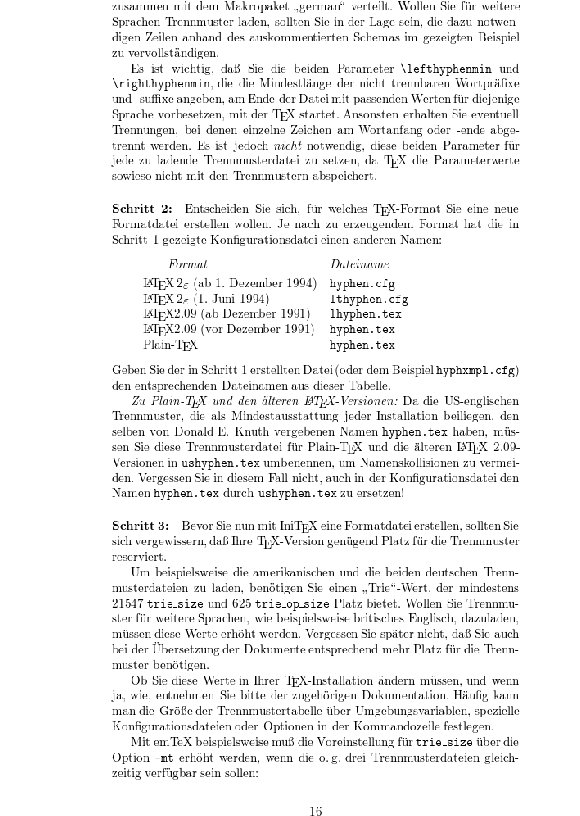 zusammen mit dem Makropaket „german“ verteilt. Wollen Sie für weitere
Sprachen Trennmuster laden, sollten Sie in der Lage sein, die dazu notwen-
digen Zeilen anhand des auskommentierten Schemas im gezeigten Beispiel
zu vervollständigen.
Es ist wichtig, daß Sie die beiden Parameter \lefthyphenmin und
\righthyphenmin, die die Mindestlänge der nicht trennbaren Wortpräfixe
und -suffixe angeben, am Ende der Datei mit passenden Werten für diejenige
Sprache vorbesetzen, mit der TEX startet. Ansonsten erhalten Sie eventuell
Trennungen, bei denen einzelne Zeichen am Wortanfang oder -ende abge-
trennt werden. Es ist jedoch nicht notwendig, diese beiden Parameter für
jede zu ladende Trennmusterdatei zu setzen, da TEX die Parameterwerte
sowieso nicht mit den Trennmustern abspeichert.
Schritt 2: Entscheiden Sie sich, für welches TEX-Format Sie eine neue
Formatdatei erstellen wollen. Je nach zu erzeugenden Format hat die in
Schritt 1 gezeigte Konfigurationsdatei einen anderen Namen:
Format Dateiname
LATEX 2ε (ab 1. Dezember 1994) hyphen.cfg
LATEX 2ε (1. Juni 1994) lthyphen.cfg
LATEX2.09 (ab Dezember 1991) lhyphen.tex
LATEX2.09 (vor Dezember 1991) hyphen.tex
Plain-TEX hyphen.tex
Geben Sie der in Schritt 1 erstellten Datei (oder dem Beispiel hyphxmpl.cfg)
den entsprechenden Dateinamen aus dieser Tabelle.
Zu Plain-TEX und den älteren LATEX-Versionen: Da die US-englischen
Trennmuster, die als Mindestausstattung jeder Installation beiliegen, den
selben von Donald E. Knuth vergebenen Namen hyphen.tex haben, müs-
sen Sie diese Trennmusterdatei für Plain-TEX und die älteren LATEX 2.09-
Versionen in ushyphen.tex umbenennen, um Namenskollisionen zu vermei-
den. Vergessen Sie in diesem Fall nicht, auch in der Konfigurationsdatei den
Namen hyphen.tex durch ushyphen.tex zu ersetzen!
Schritt 3: Bevor Sie nun mit IniTEX eine Formatdatei erstellen, sollten Sie
sich vergewissern, daß Ihre TEX-Version genügend Platz für die Trennmuster
reserviert.
Um beispielsweise die amerikanischen und die beiden deutschen Trenn-
musterdateien zu laden, benötigen Sie einen „Trie“-Wert, der mindestens
21547 trie_size und 625 trie_op_size Platz bietet. Wollen Sie Trennmu-
ster für weitere Sprachen, wie beispielsweise britisches Englisch, dazuladen,
müssen diese Werte erhöht werden. Vergessen Sie später nicht, daß Sie auch
bei der Übersetzung der Dokumente entsprechend mehr Platz für die Trenn-
muster benötigen.
Ob Sie diese Werte in Ihrer TEX-Installation ändern müssen, und wenn
ja, wie, entnehmen Sie bitte der zugehörigen Dokumentation. Häufig kann
man die Größe der Trennmustertabelle über Umgebungsvariablen, spezielle
Konfigurationsdateien oder Optionen in der Kommandozeile festlegen.
Mit emTeX beispielsweise muß die Voreinstellung für trie_size über die
Option -mt erhöht werden, wenn die o. g. drei Trennmusterdateien gleich-
zeitig verfügbar sein sollen:
16